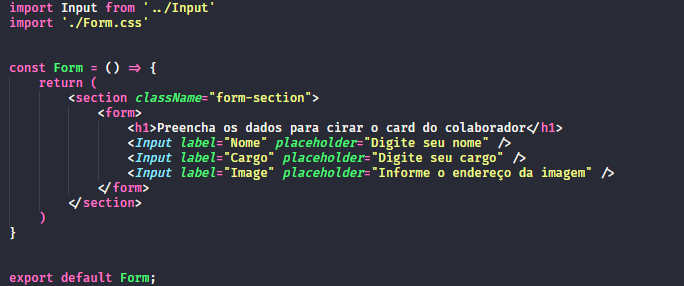 import Input from '../Input'
import './Form.css'
const Form = () => {
return (
<section className="form-section">
<form>
<h1>Preencha os dados para cirar o card do colaborador</h1>
<Input label="Nome" placeholder="Digite seu nome" />
<Input label="Cargo" placeholder="Digite seu cargo" />
<Input label="Image" placeholder="Informe o endereço da imagem" />
</form>
</section>
)
}
export default Form;